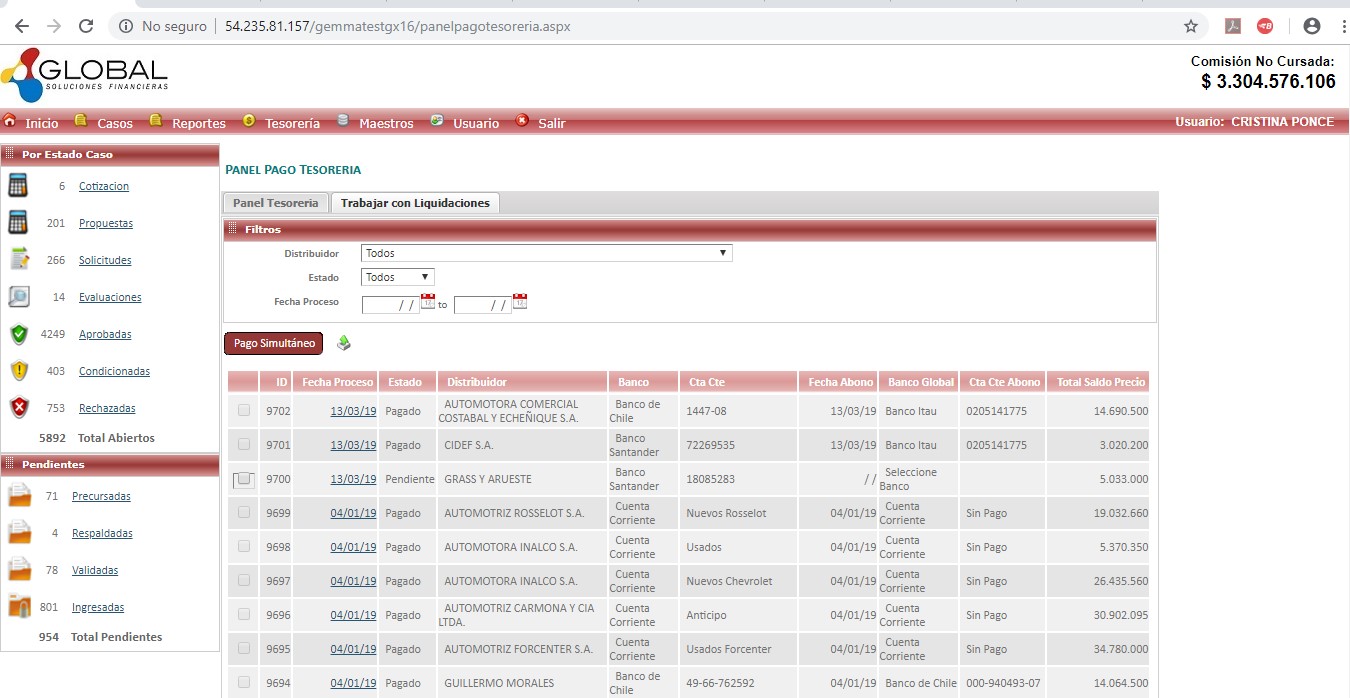 No seguro | 54.235.81.157/gemmatestgx16/panelpagotesoreria.aspx
GLOBAL
SOLUCIONES FINANCIERAS
Comisión No Cursada:
$ 3.304.576.106
Inicio Casos Reportes Tesorería Maestros Usuario Salir Usuario: CRISTINA PONCE
Por Estado Caso
6 Cotizacion
201 Propuestas
266 Solicitudes
14 Evaluaciones
4249 Aprobadas
403 Condicionadas
753 Rechazadas
5892 Total Abiertos
Pendientes
71 Precursadas
4 Respaldadas
78 Validadas
801 Ingresadas
954 Total Pendientes
PANEL PAGO TESORERIA
Panel Tesoreria Trabajar con Liquidaciones
Filtros
Distribuidor Todos
Estado Todos
Fecha Proceso / / to / /
Pago Simultáneo
ID Fecha Proceso Estado Distribuidor Banco Cta Cte Fecha Abono Banco Global Cta Cte Abono Total Saldo Precio
9702 13/03/19 Pagado AUTOMOTORA COMERCIAL COSTABAL Y ECHEÑIQUE S.A. Banco de Chile 1447-08 13/03/19 Banco Itau 0205141775 14.690.500
9701 13/03/19 Pagado CIDEF S.A. Banco Santander 72269535 13/03/19 Banco Itau 0205141775 3.020.200
9700 13/03/19 Pendiente GRASS Y ARUESTE Banco Santander 18085283 / / Seleccione Banco 5.033.000
9699 04/01/19 Pagado AUTOMOTRIZ ROSSELOT S.A. Cuenta Corriente Nuevos Rosselot 04/01/19 Cuenta Corriente Sin Pago 19.032.660
9698 04/01/19 Pagado AUTOMOTORA INALCO S.A. Cuenta Corriente Usados 04/01/19 Cuenta Corriente Sin Pago 5.370.350
9697 04/01/19 Pagado AUTOMOTORA INALCO S.A. Cuenta Corriente Nuevos Chevrolet 04/01/19 Cuenta Corriente Sin Pago 26.435.560
9696 04/01/19 Pagado AUTOMOTRIZ CARMONA Y CIA LTDA. Cuenta Corriente Anticipo 04/01/19 Cuenta Corriente Sin Pago 30.902.095
9695 04/01/19 Pagado AUTOMOTRIZ FORCENTER S.A. Cuenta Corriente Usados Forcenter 04/01/19 Cuenta Corriente Sin Pago 34.780.000
9694 04/01/19 Pagado GUILLERMO MORALES Banco de Chile 49-66-762592 04/01/19 Banco de Chile 000-940493-07 14.064.500